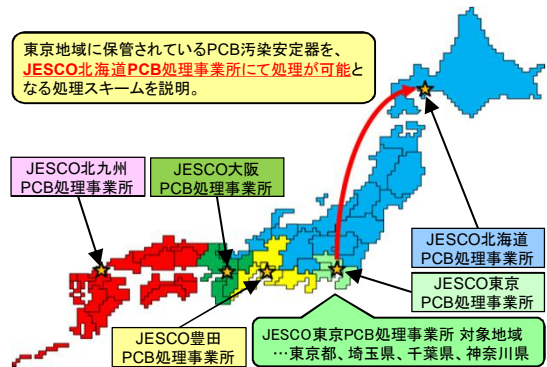 東京地域に保管されているPCB汚染安定器を、
JESCO北海道PCB処理事業所にて処理が可能と
なる処理スキームを説明。
JESCO北九州
PCB処理事業所
JESCO大阪
PCB処理事業所
JESCO北海道
PCB処理事業所
JESCO東京
PCB処理事業所
JESCO豊田
PCB処理事業所
JESCO東京PCB処理事業所 対象地域
…東京都、埼玉県、千葉県、神奈川県